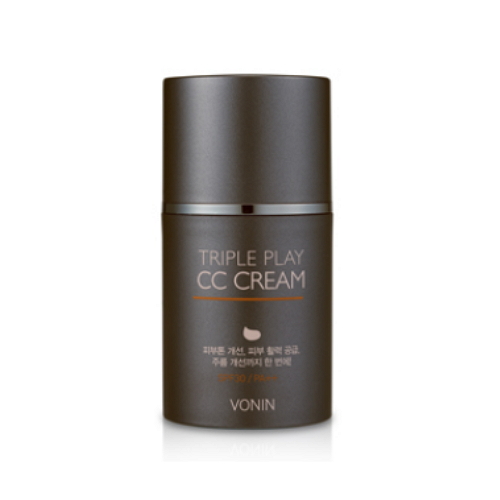 TRIPLE PLAY
CC CREAM
피부톤 개선, 피부 활력 공급,
주름 개선까지 한 번에!
VONIN